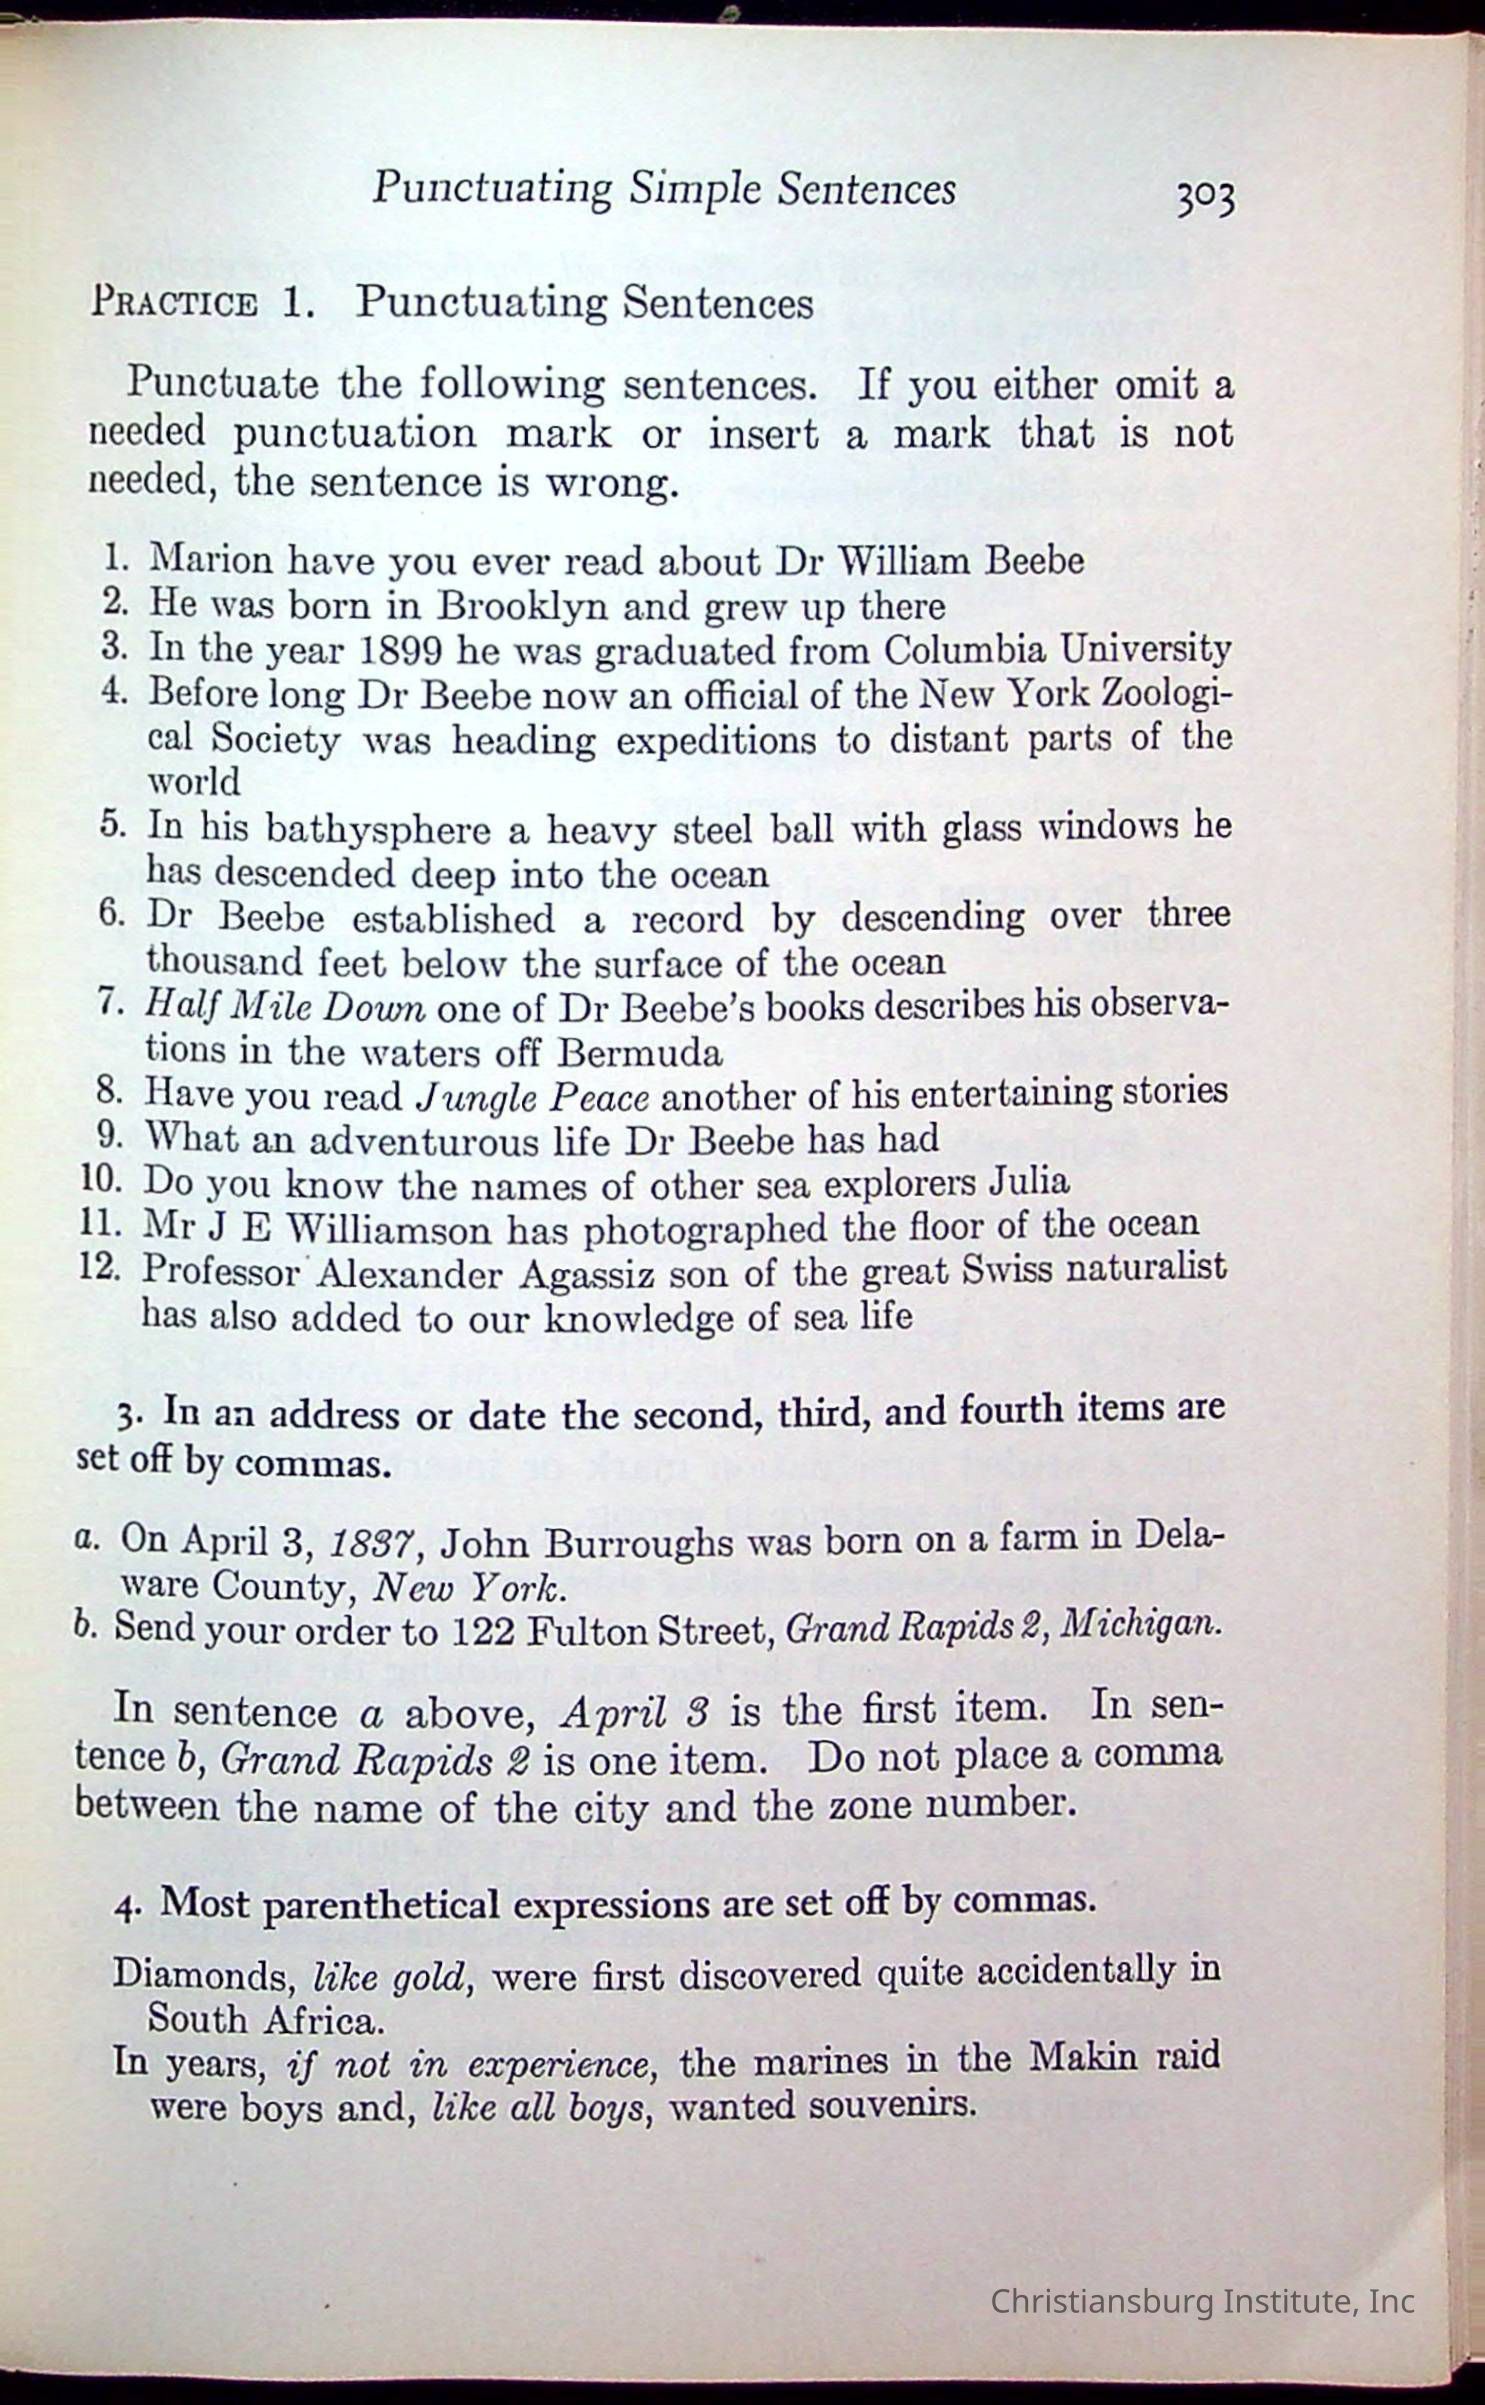 Punctuating Simple Sentences 303
PRACTICE 1. Punctuating Sentences
Punctuate the following sentences. If you either omit a
needed punctuation mark or insert a mark that is not
needed, the sentence is wrong.
1. Marion have you ever read about Dr William Beebe
2. He was born in Brooklyn and grew up there
3. In the year 1899 he was graduated from Columbia University
4. Before long Dr Beebe now an official of the New York Zoologi-
cal Society was heading expeditions to distant parts of the
world
5. In his bathysphere a heavy steel ball with glass windows he
has descended deep into the ocean
6. Dr Beebe established a record by descending over three
thousand feet below the surface of the ocean
7. Half Mile Down one of Dr Beebe's books describes his observa-
tions in the waters off Bermuda
8. Have you read Jungle Peace another of his entertaining stories
9. What an adventurous life Dr Beebe has had
10. Do you know the names of other sea explorers Julia
11. Mr J E Williamson has photographed the floor of the ocean
12. Professor Alexander Agassiz son of the great Swiss naturalist
has also added to our knowledge of sea life
3. In an address or date the second, third, and fourth items are
set off by commas.
a. On April 3, 1837, John Burroughs was born on a farm in Dela-
ware County, New York.
b. Send your order to 122 Fulton Street, Grand Rapids 2, Michigan.
In sentence a above, April 3 is the first item. In sen-
tence b, Grand Rapids 2 is one item. Do not place a comma
between the name of the city and the zone number.
4. Most parenthetical expressions are set off by commas.
Diamonds, like gold, were first discovered quite accidentally in
South Africa.
In years, if not in experience, the marines in the Makin raid
were boys and, like all boys, wanted souvenirs.
Christiansburg Institute, Inc